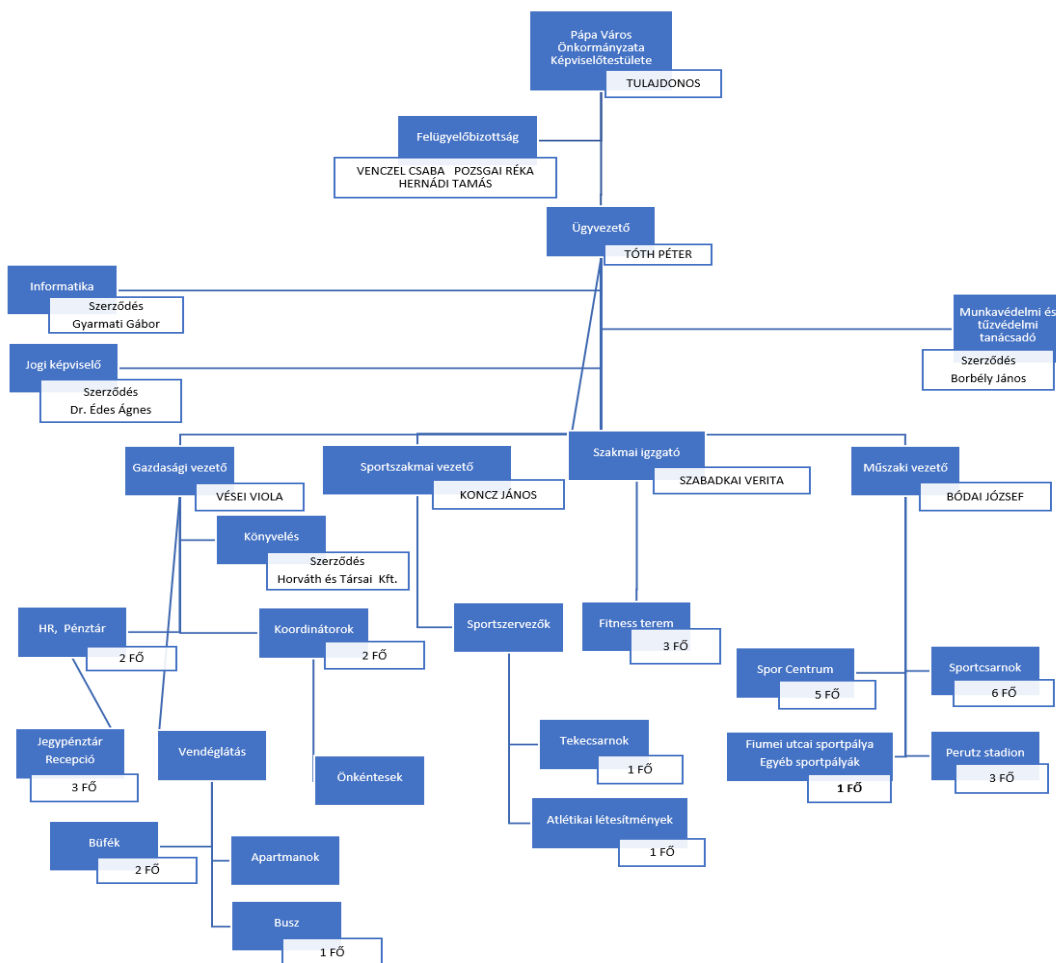 Pápa Város
Önkormányzata
Képviselőtestülete
TULAJDONOS
Felügyelőbizottság
VENCZEL CSABA POZSGAI RÉKA
HERNÁDI TAMÁS
Ügyvezető
TÓTH PÉTER
Informatika
Szerződés
Gyarmati Gábor
Munkavédelmi és
tűzvédelmi
tanácsadó
Szerződés
Borbély János
Jogi képviselő
Szerződés
Dr. Édes Ágnes
Gazdasági vezető
VÉSEI VIOLA
Sportszakmai vezető
KONCZ JÁNOS
Szakmai igzgató
SZABADKAI VERITA
Műszaki vezető
BÓDAI JÓZSEF
Könyvelés
Szerződés
Horváth és Társai Kft.
HR, Pénztár
2 FŐ
Koordinátorok
2 FŐ
Sportszervezők
Fitness terem
3 FŐ
Spor Centrum
5 FŐ
Sportcsarnok
6 FŐ
Jegypénztár
Recepció
3 FŐ
Vendéglátás
Önkéntesek
Tekecsarnok
1 FŐ
Fiumei utcai sportpálya
Egyéb sportpályák
1 FŐ
Perutz stadion
3 FŐ
Büfék
2 FŐ
Apartmanok
Atlétikai létesítmények
1 FŐ
Busz
1 FŐ